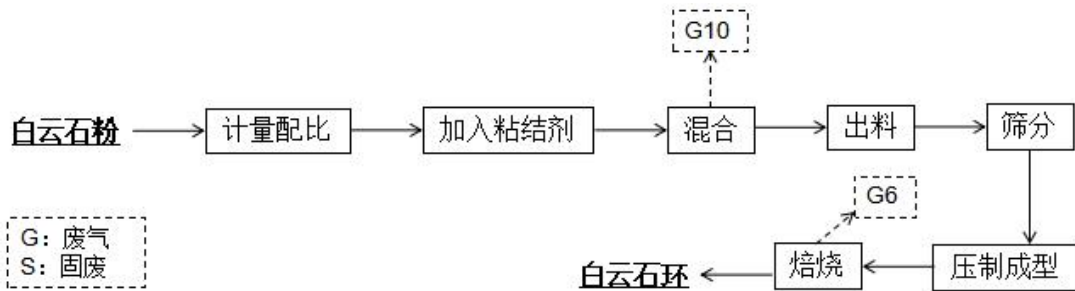 G10
白云石粉
计量配比
加入粘结剂
混合
出料
筛分
G6
G：废气
S：固废
白云石环
焙烧
压制成型